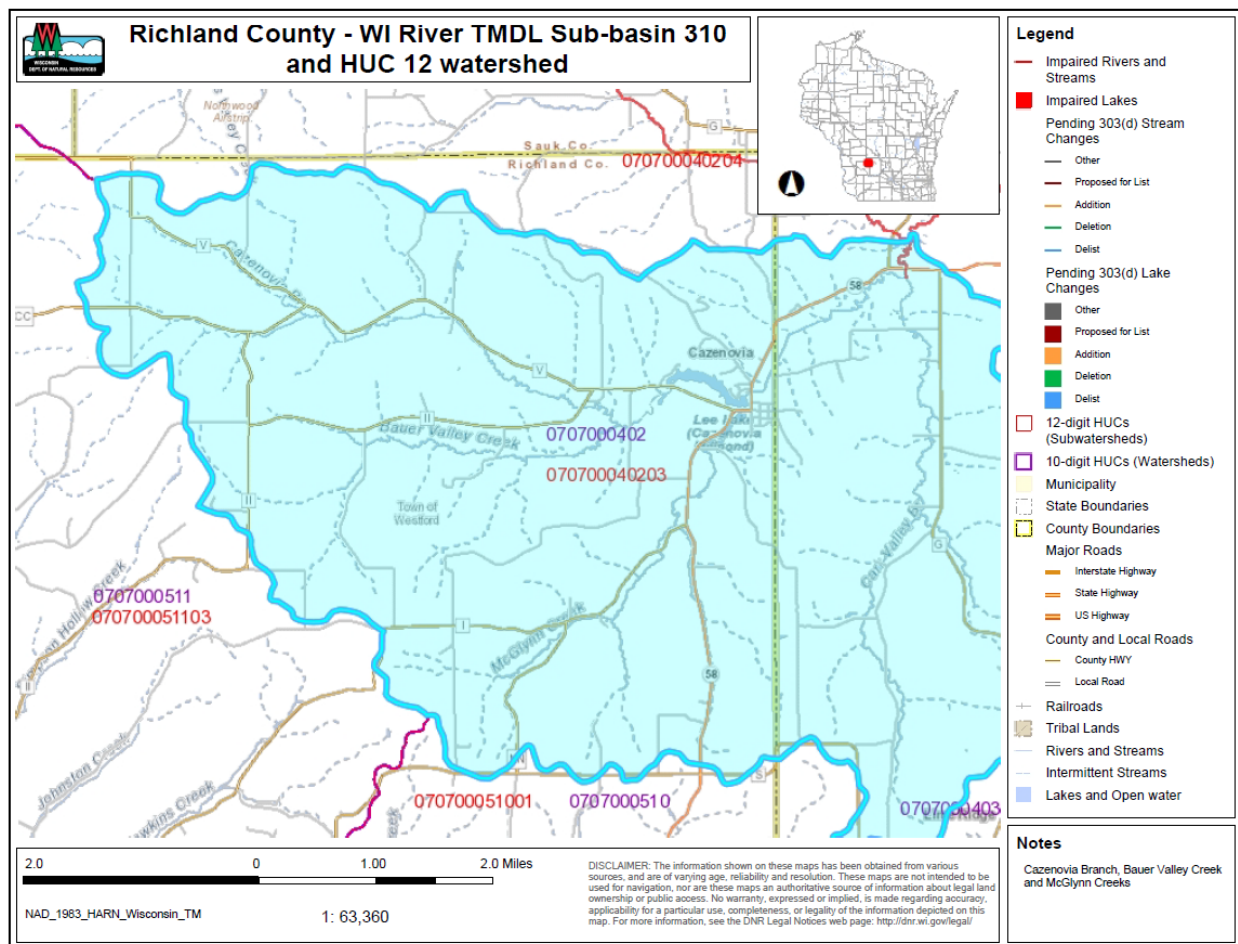 Richland County - WI River TMDL Sub-basin 310
and HUC 12 watershed
WISCONSIN
DEPT. OF NATURAL RESOURCES
Northwood
Airstrip
Sauk Co.
Richland Co.
G
070700040204
V
Cazenovia
58
CC
V
Cazenovia
II
Bauer Valley Creek
0707000402
Lee Lake
(Cazenovia
070700040203
II
Town of
Westford
G
0707000511
070700051103
Hollow Creek
I
McGlynn Creek
58
II
Johnston Creek
Creek
N
S
070700051001
0707000510
0707000403
Legend
Impaired Rivers and
Streams
Impaired Lakes
Pending 303(d) Stream
Changes
Other
Proposed for List
Addition
Deletion
Delist
Pending 303(d) Lake
Changes
Other
Proposed for List
Addition
Deletion
Delist
12-digit HUCs
(Subwatersheds)
10-digit HUCs (Watersheds)
Municipality
State Boundaries
County Boundaries
Major Roads
Interstate Highway
State Highway
US Highway
County and Local Roads
County HWY
Local Road
Railroads
Tribal Lands
Rivers and Streams
Intermittent Streams
Lakes and Open water
2.0 0 1.00 2.0 Miles
NAD_1983_HARN_Wisconsin_TM
1: 63,360
DISCLAIMER: The information shown on these maps has been obtained from various
sources, and are of varying age, reliability and resolution. These maps are not intended to be
used for navigation, nor are these maps an authoritative source of information about legal land
ownership or public access. No warranty, expressed or implied, is made regarding accuracy,
applicability for a particular use, completeness, or legality of the information depicted on this
map. For more information, see the DNR Legal Notices web page: http://dnr.wi.gov/legal/
Notes
Cazenovia Branch, Bauer Valley Creek
and McGlynn Creeks